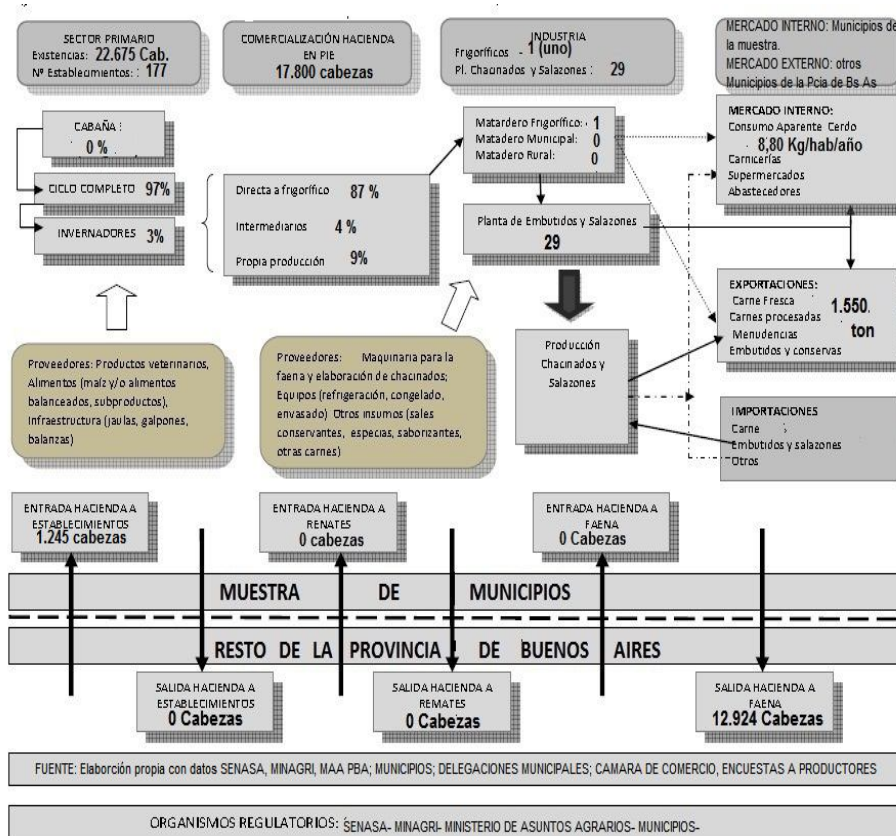 SECTOR PRIMARIO
Existencias: 22.675 Cab.
Nº Establecimientos: : 177
COMERCIALIZACIÓN HACIENDA
EN PIE
17.800 cabezas
INDUSTRIA
Frigoríficos - 1 (uno)
Pl. Chacinados y Salazones : 29
MERCADO INTERNO: Municipios de
la muestra.
MERCADO EXTERNO: otros
Municipios de la Pcia de Bs As
CABAÑA :
0 %
CICLO COMPLETO 97%
INVERNADORES 3%
Directa a frigorífico 87 %
Intermediarios 4 %
Propia producción 9%
Matardero Frigorífico: 1
Matadero Municipal: 0
Matadero Rural: 0
Planta de Embutidos y Salazones
29
MERCADO INTERNO:
Consumo Aparente Cerdo
8,80 Kg/hab/año
Carnicerías
Supermercados
Abastecedores
EXPORTACIONES:
Carne Fresca 1.550.
Carnes procesadas
Menudencias ton
Embutidos y conservas
Proveedores: Productos veterinarios,
Alimentos (maíz y/o alimentos
balanceados, subproductos),
Infraestructura (jaulas, galpones,
balanzas)
Proveedores: Maquinaria para la
faena y elaboración de chacinados;
Equipos (refrigeración, congelado,
envasado) Otros insumos (sales
conservantes, especias, saborizantes,
otras carnes)
Producción
Chacinados y
Salazones
IMPORTACIONES
Carne ;
Embutidos y salazones
Otros
ENTRADA HACIENDA A
ESTABLECIMIENTOS
1.245 cabezas
ENTRADA HACIENDA A
RENATES
0 cabezas
ENTRADA HACIENDA A
FAENA
0 Cabezas
MUESTRA DE MUNICIPIOS
RESTO DE LA PROVINCIA DE BUENOS AIRES
SALIDA HACIENDA A
ESTABLECIMIENTOS
0 Cabezas
SALIDA HACIENDA A
REMATES
0 Cabezas
SALIDA HACIENDA A
FAENA
12.924 Cabezas
FUENTE: Elaborción propia con datos SENASA, MINAGRI, MAA PBA; MUNICIPIOS; DELEGACIONES MUNICIPALES; CAMARA DE COMERCIO, ENCUESTAS A PRODUCTORES
ORGANISMOS REGULATORIOS: SENASA- MINAGRI- MINISTERIO DE ASUNTOS AGRARIOS- MUNICIPIOS-